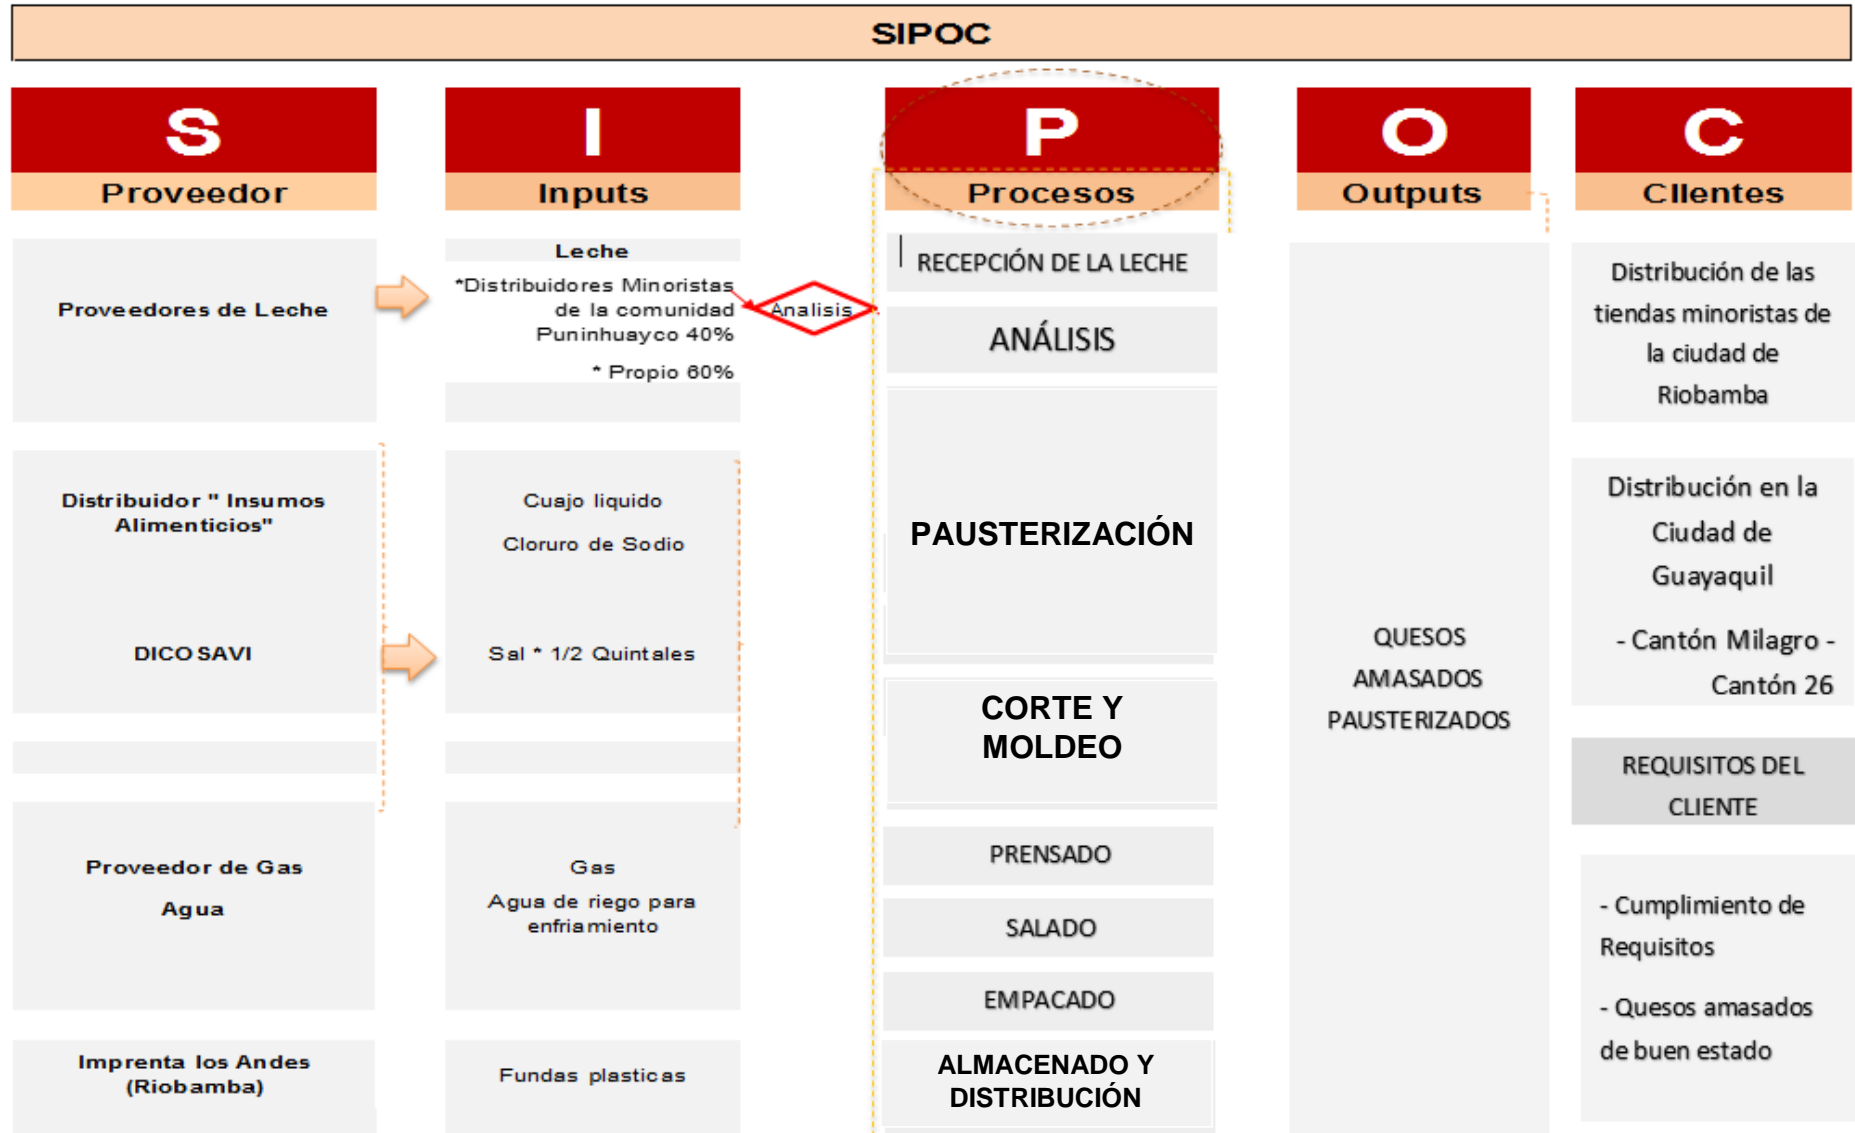 SIPOC
S
Proveedor
Proveedores de Leche
Distribuidor " Insumos
Alimenticios"
DICOSAVI
Proveedor de Gas
Agua
Imprenta los Andes
(Riobamba)
I
Inputs
Leche
*Distribuidores Minoristas
de la comunidad
Puninhuayco 40%
* Propio 60%
Cuajo liquido
Cloruro de Sodio
Sal * 1/2 Quintales
Gas
Agua de riego para
enfriamiento
Fundas plasticas
Analisis
P
Procesos
RECEPCIÓN DE LA LECHE
ANÁLISIS
PAUSTERIZACIÓN
CORTE Y
MOLDEO
PRENSADO
SALADO
EMPACADO
ALMACENADO Y
DISTRIBUCIÓN
O
Outputs
QUESOS
AMASADOS
PAUSTERIZADOS
C
Clientes
Distribución de las
tiendas minoristas de
la ciudad de
Riobamba
Distribución en la
Ciudad de
Guayaquil
- Cantón Milagro -
Cantón 26
REQUISITOS DEL
CLIENTE
- Cumplimiento de
Requisitos
- Quesos amasados
de buen estado